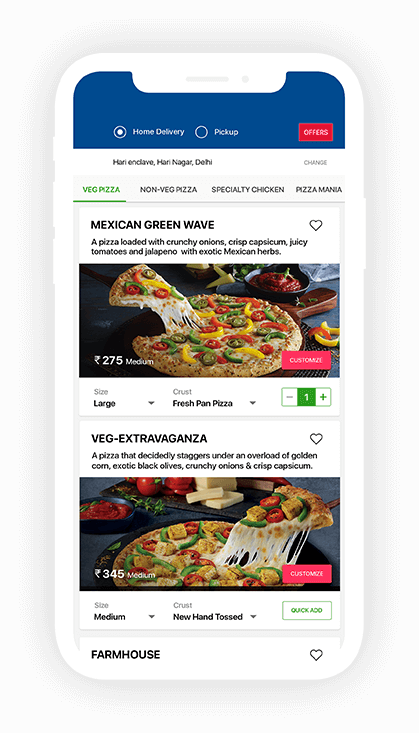 Home Delivery Pickup OFFERS
Hari enclave, Hari Nagar, Delhi CHANGE
VEG PIZZA NON-VEG PIZZA SPECIALTY CHICKEN PIZZA MANIA
MEXICAN GREEN WAVE
A pizza loaded with crunchy onions, crisp capsicum, juicy
tomatoes and jalapeno with exotic Mexican herbs.
₹ 275 Medium CUSTOMIZE
Size Crust
Large Fresh Pan Pizza − 1 +
VEG-EXTRAVAGANZA
A pizza that decidedly staggers under an overload of golden
corn, exotic black olives, crunchy onions & crisp capsicum.
₹ 345 Medium CUSTOMIZE
Size Crust
Medium New Hand Tossed QUICK ADD
FARMHOUSE